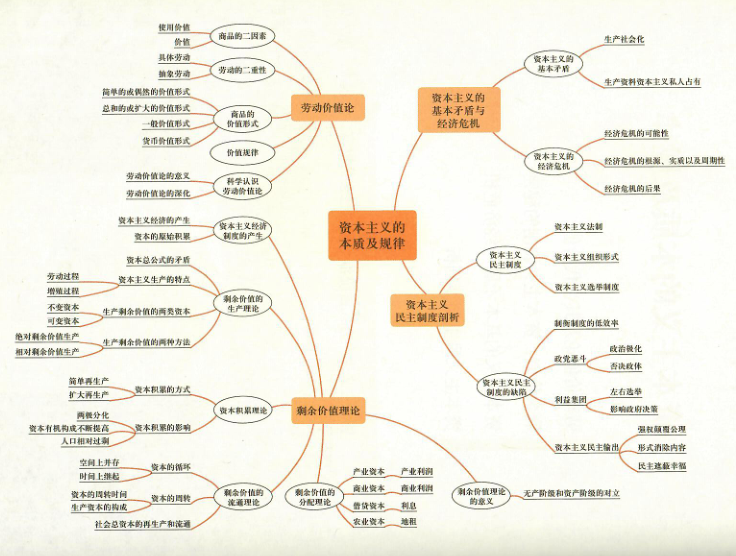 资本主义的
本质及规律
劳动价值论
商品的二因素
使用价值
价值
劳动的二重性
具体劳动
抽象劳动
商品的
价值形式
简单的或偶然的价值形式
总和的或扩大的价值形式
一般价值形式
货币价值形式
价值规律
科学认识
劳动价值论
劳动价值论的意义
劳动价值论的深化
剩余价值理论
资本主义经济
制度的产生
资本主义经济的产生
资本的原始积累
剩余价值的
生产理论
资本总公式的矛盾
资本主义生产的特点
劳动过程
增殖过程
生产剩余价值的两类资本
不变资本
可变资本
生产剩余价值的两种方法
绝对剩余价值生产
相对剩余价值生产
资本积累理论
资本积累的方式
简单再生产
扩大再生产
资本积累的影响
两极分化
资本有机构成不断提高
人口相对过剩
剩余价值的
流通理论
资本的循环
空间上并存
时间上继起
资本的周转
资本的周转时间
生产资本的构成
社会总资本的再生产和流通
剩余价值的
分配理论
产业资本
产业利润
商业资本
商业利润
借贷资本
利息
农业资本
地租
剩余价值理论
的意义
无产阶级和资产阶级的对立
资本主义的
基本矛盾与
经济危机
资本主义的
基本矛盾
生产社会化
生产资料资本主义私人占有
资本主义的
经济危机
经济危机的可能性
经济危机的根源、实质以及周期性
经济危机的后果
资本主义
民主制度剖析
资本主义
民主制度
资本主义法制
资本主义组织形式
资本主义选举制度
资本主义民主
制度的缺陷
制衡制度的低效率
政党恶斗
政治极化
否决政体
利益集团
左右选举
影响政府决策
资本主义民主输出
强权颠覆公理
形式消除内容
民主遮蔽幸福